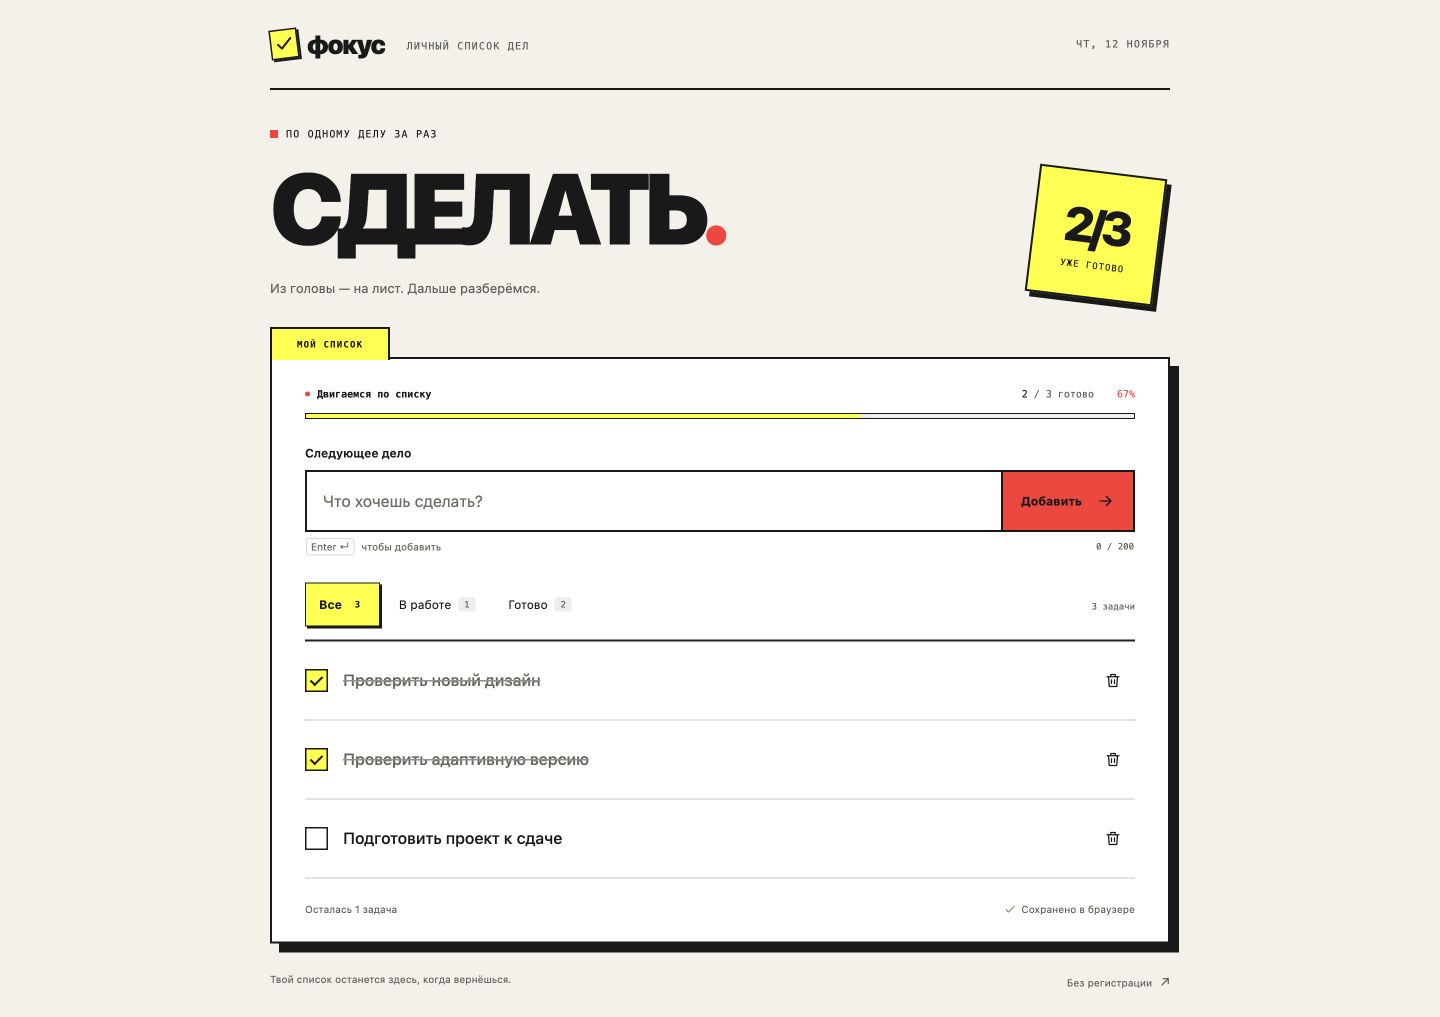 фокус
ЛИЧНЫЙ СПИСОК ДЕЛ
ЧТ, 12 НОЯБРЯ
ПО ОДНОМУ ДЕЛУ ЗА РАЗ
СДЕЛАТЬ.
2/3
УЖЕ ГОТОВО
Из головы — на лист. Дальше разберёмся.
МОЙ СПИСОК
Двигаемся по списку
2 / 3 готово 67%
Следующее дело
Что хочешь сделать?
Добавить →
Enter ↵ чтобы добавить
0 / 200
Все 3
В работе 1
Готово 2
3 задачи
Проверить новый дизайн
Проверить адаптивную версию
Подготовить проект к сдаче
Осталась 1 задача
Сохранено в браузере
Твой список останется здесь, когда вернёшься.
Без регистрации ↗